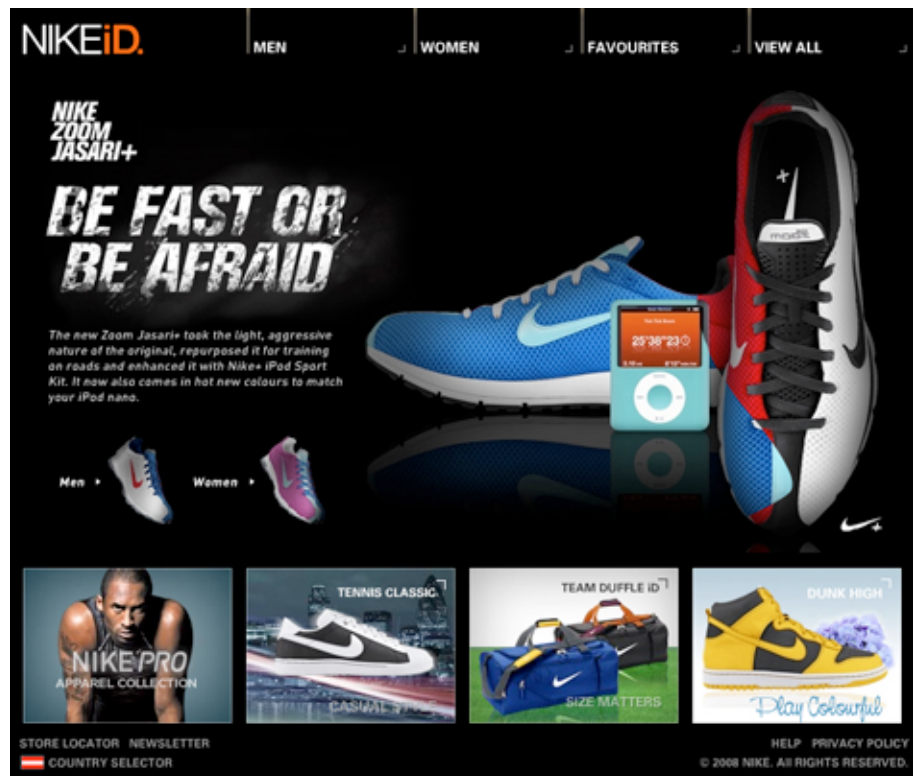 NIKEiD.
MEN
WOMEN
FAVOURITES
VIEW ALL
NIKE
ZOOM
JASARI+
BE FAST OR
BE AFRAID
The new Zoom Jasari+ took the light, aggressive
nature of the original, repurposed it for training
on roads and enhanced it with Nike+ iPod Sport
Kit. It now also comes in hot new colours to match
your iPod nano.
25'38"23
Men
Women
NIKE PRO
APPAREL COLLECTION
TENNIS CLASSIC
CASUAL STYLE
TEAM DUFFLE iD
SIZE MATTERS
DUNK HIGH
Play Colourful
STORE LOCATOR NEWSLETTER
HELP PRIVACY POLICY
COUNTRY SELECTOR
© 2008 NIKE. All RIGHTS RESERVED.